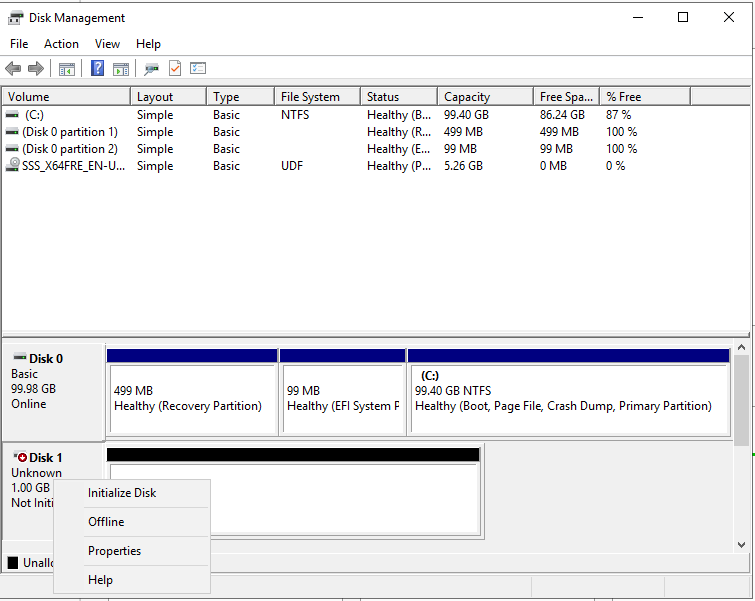 Disk Management
File Action View Help
Volume Layout Type File System Status Capacity Free Spa... % Free
(C:) Simple Basic NTFS Healthy (B... 99.40 GB 86.24 GB 87 %
(Disk 0 partition 1) Simple Basic Healthy (R... 499 MB 499 MB 100 %
(Disk 0 partition 2) Simple Basic Healthy (E... 99 MB 99 MB 100 %
SSS_X64FRE_EN-U... Simple Basic UDF Healthy (P... 5.26 GB 0 MB 0 %
Disk 0
Basic
99.98 GB
Online
499 MB
Healthy (Recovery Partition)
99 MB
Healthy (EFI System P
(C:)
99.40 GB NTFS
Healthy (Boot, Page File, Crash Dump, Primary Partition)
Disk 1
Unknown
1.00 GB
Not Initi
Initialize Disk
Offline
Properties
Help
Unallo